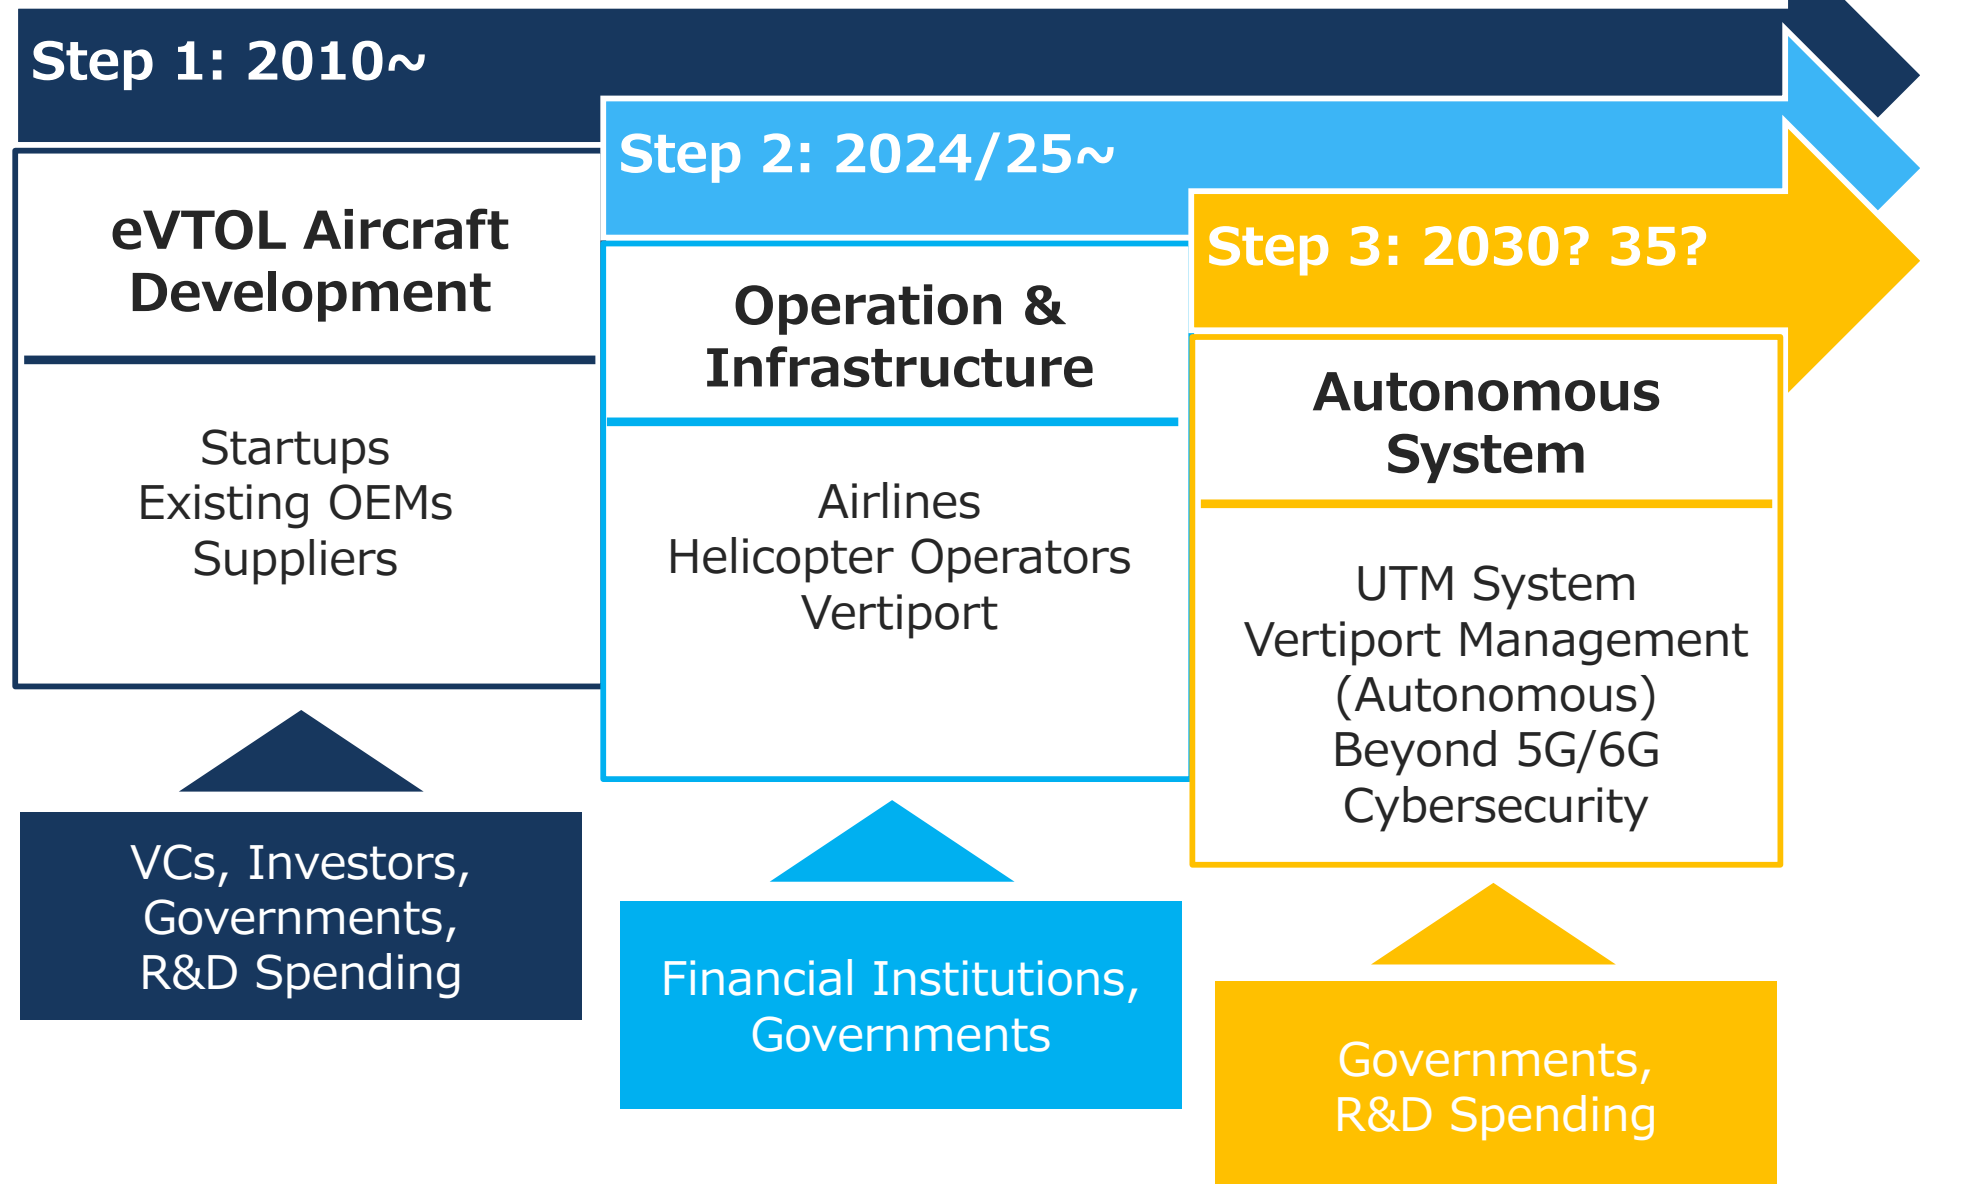 Step 1: 2010~
eVTOL Aircraft
Development
Startups
Existing OEMs
Suppliers
VCs, Investors,
Governments,
R&D Spending
Step 2: 2024/25~
Operation &
Infrastructure
Airlines
Helicopter Operators
Vertiport
Financial Institutions,
Governments
Step 3: 2030? 35?
Autonomous
System
UTM System
Vertiport Management
(Autonomous)
Beyond 5G/6G
Cybersecurity
Governments,
R&D Spending